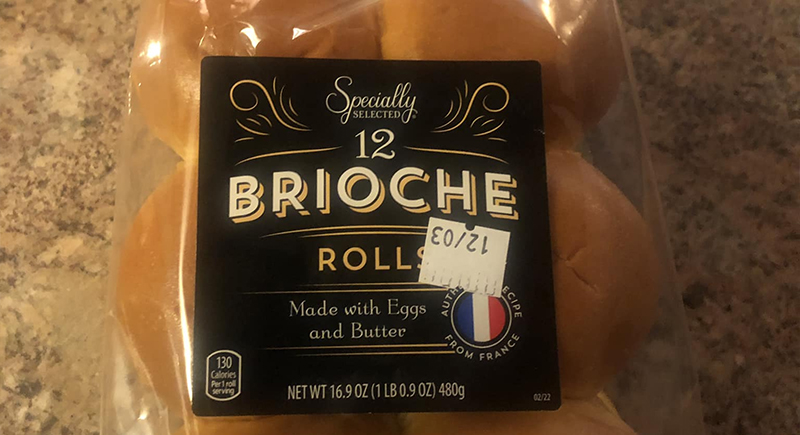 Specially
SELECTED
12
BRIOCHE
ROLLS
12/03
Made with Eggs
and Butter
RECIPE
FROM FRANCE
130
Calories
Per 1 roll
serving
NET WT 16.9 OZ (1 LB 0.9 OZ) 480g
02/22